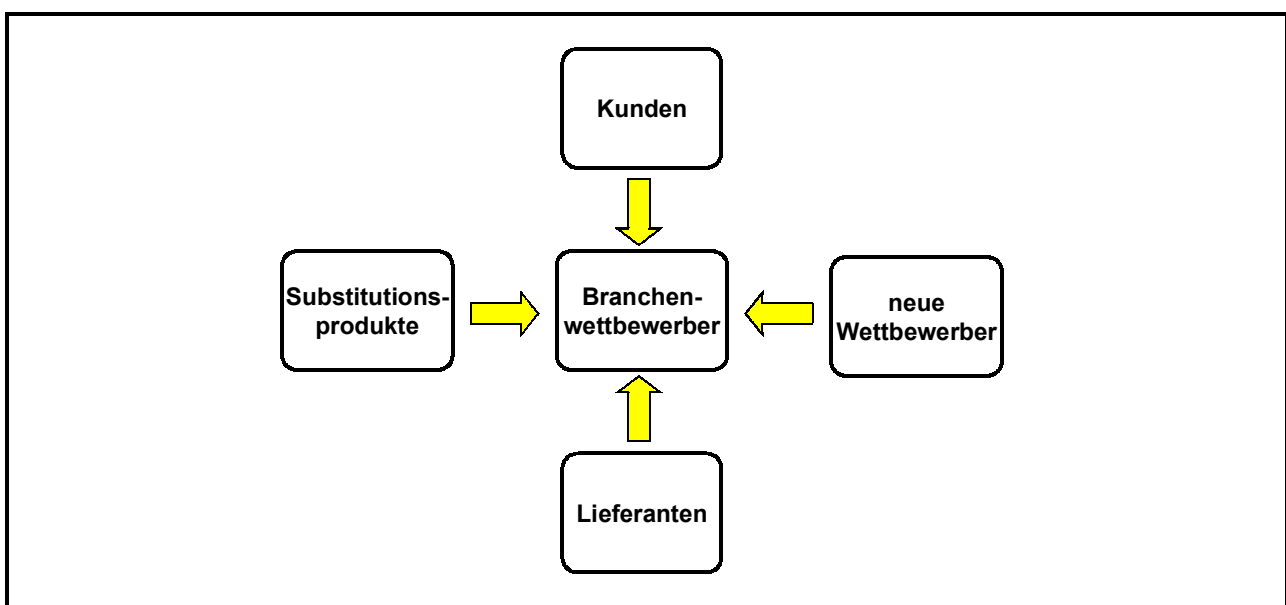 Kunden
Substitutions-
produkte
Branchen-
wettbewerber
neue
Wettbewerber
Lieferanten